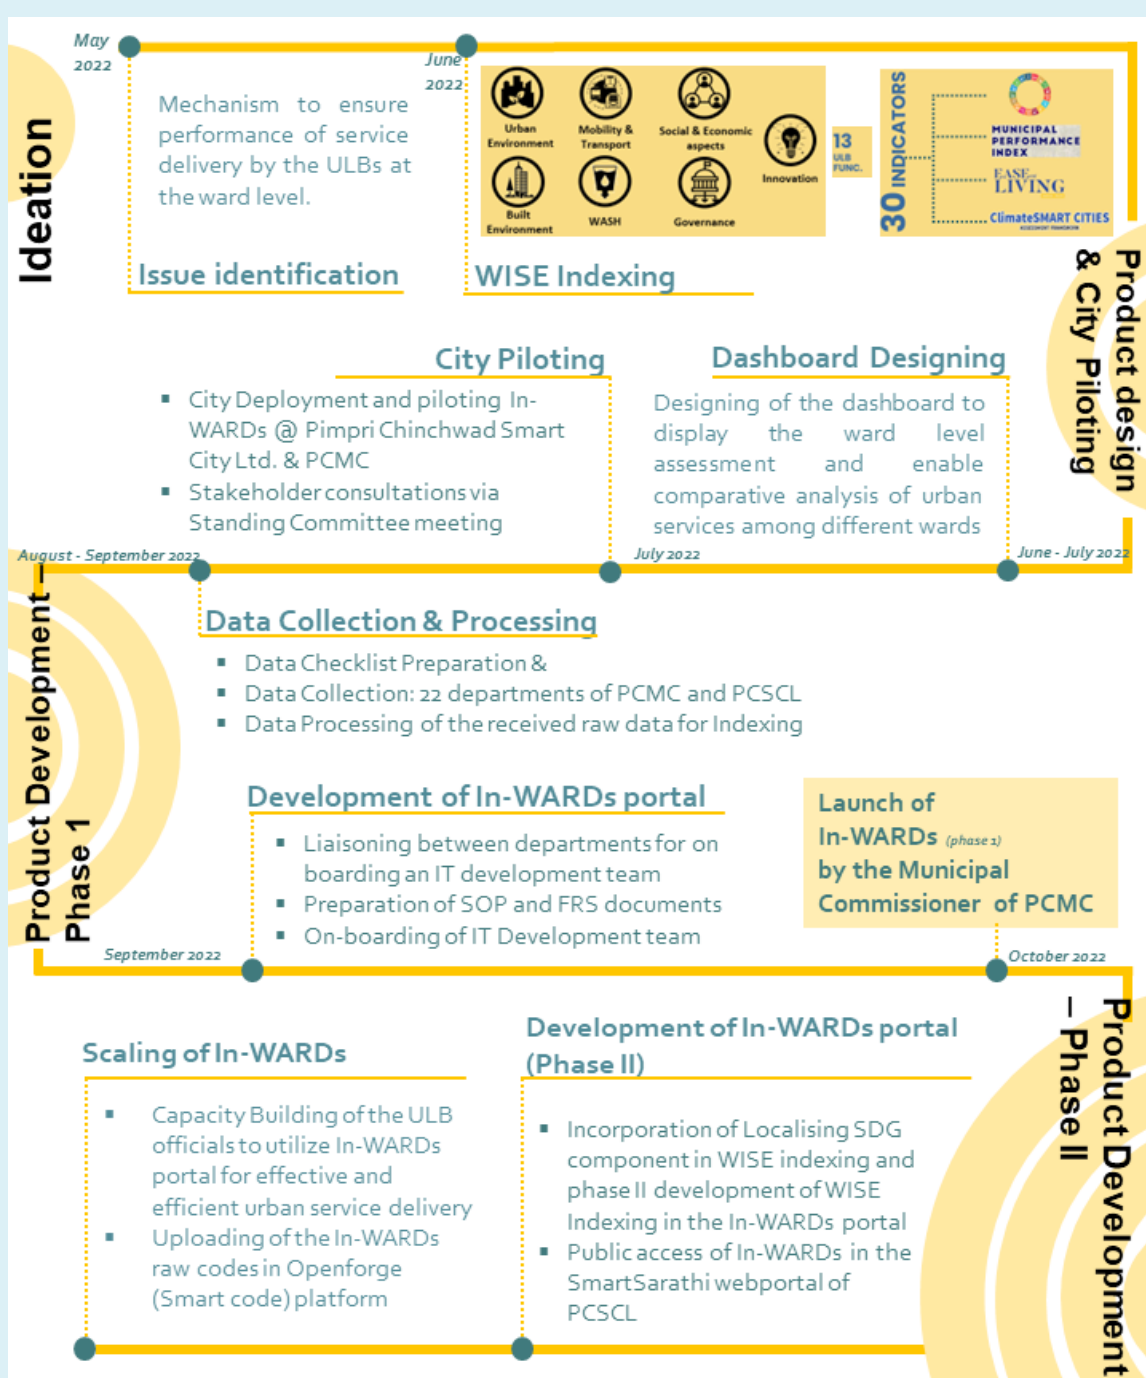 May
2022
June
2022
Ideation
Mechanism to ensure
performance of service
delivery by the ULBs at
the ward level.
Issue identification
Urban
Environment
Mobility &
Transport
Social & Economic
aspects
Innovation
Built
Environment
WASH
Governance
13
ULB
FUNC.
30 INDICATORS
MUNICIPAL
PERFORMANCE
INDEX
EASE OF
LIVING
ClimateSMART CITIES
ASSESSMENT FRAMEWORK
WISE Indexing
Product design
& City Piloting
City Piloting
▪ City Deployment and piloting In-
WARDs @ Pimpri Chinchwad Smart
City Ltd. & PCMC
▪ Stakeholder consultations via
Standing Committee meeting
Dashboard Designing
Designing of the dashboard to
display the ward level
assessment and enable
comparative analysis of urban
services among different wards
August - September 2022
July 2022
June - July 2022
Product Development –
Phase 1
Data Collection & Processing
▪ Data Checklist Preparation &
▪ Data Collection: 22 departments of PCMC and PCSCL
▪ Data Processing of the received raw data for Indexing
Development of In-WARDs portal
▪ Liaisoning between departments for on
boarding an IT development team
▪ Preparation of SOP and FRS documents
▪ On-boarding of IT Development team
Launch of
In-WARDs (phase 1)
by the Municipal
Commissioner of PCMC
September 2022
October 2022
Product Development
– Phase II
Scaling of In-WARDs
▪ Capacity Building of the ULB
officials to utilize In-WARDs
portal for effective and
efficient urban service delivery
▪ Uploading of the In-WARDs
raw codes in Openforge
(Smart code) platform
Development of In-WARDs portal
(Phase II)
▪ Incorporation of Localising SDG
component in WISE indexing and
phase II development of WISE
Indexing in the In-WARDs portal
▪ Public access of In-WARDs in the
SmartSarathi webportal of
PCSCL